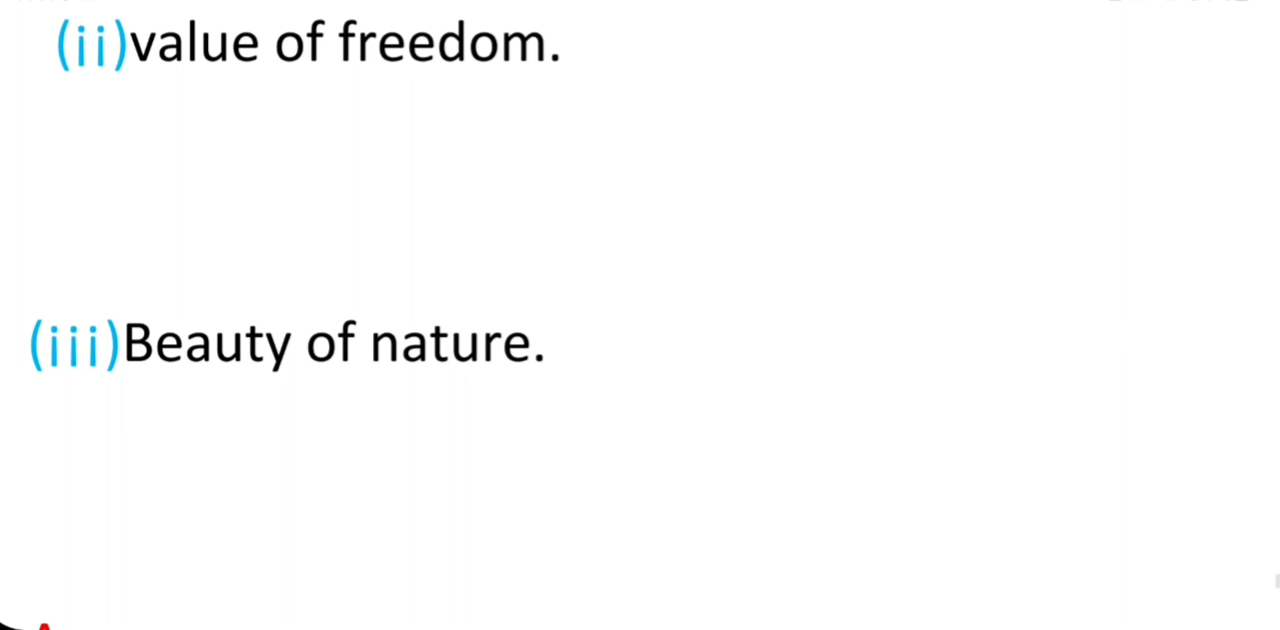 (ii)value of freedom.
(iii)Beauty of nature.